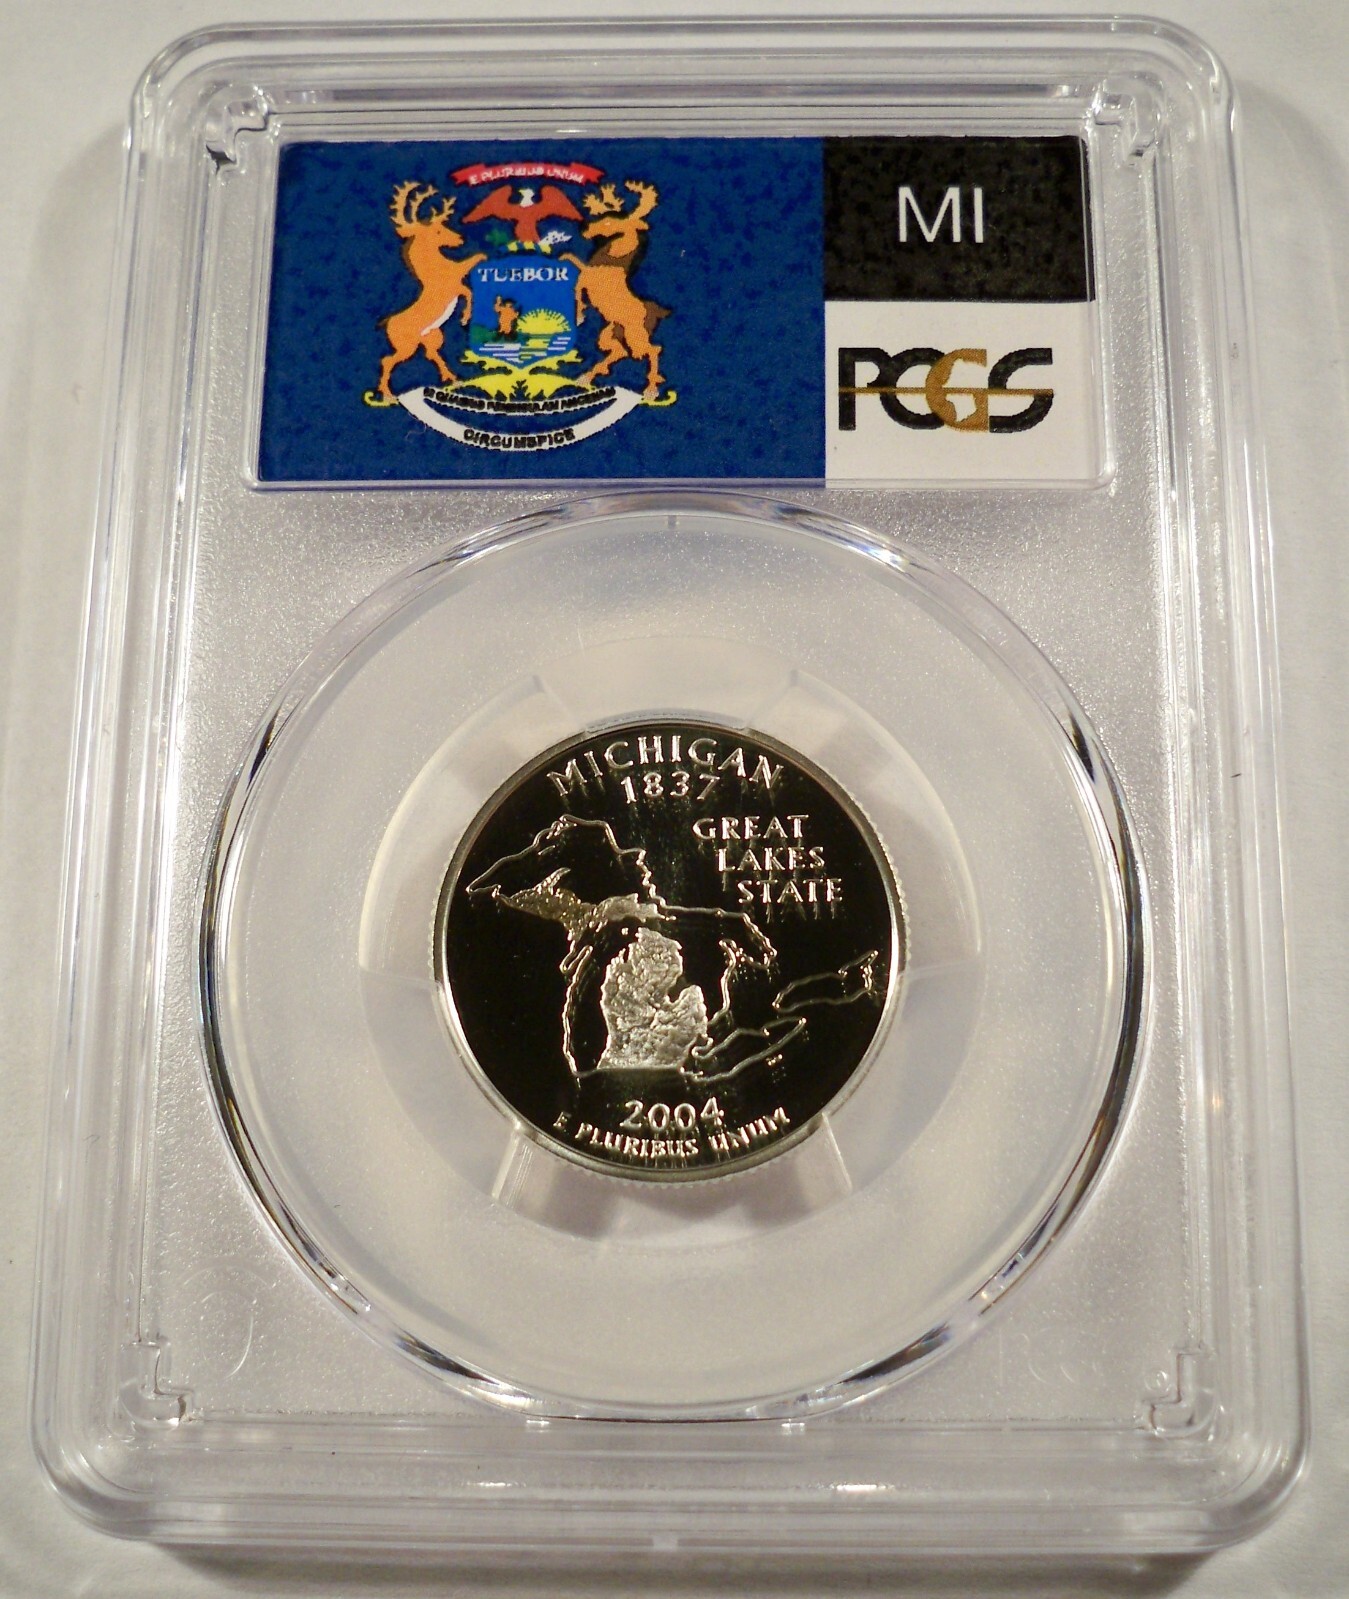 E PLURIBUS UNUM
TUEBOR
CIRCUMSPICE
MI
PCGS
MICHIGAN
1837
GREAT
LAKES
STATE
2004
E PLURIBUS UNUM